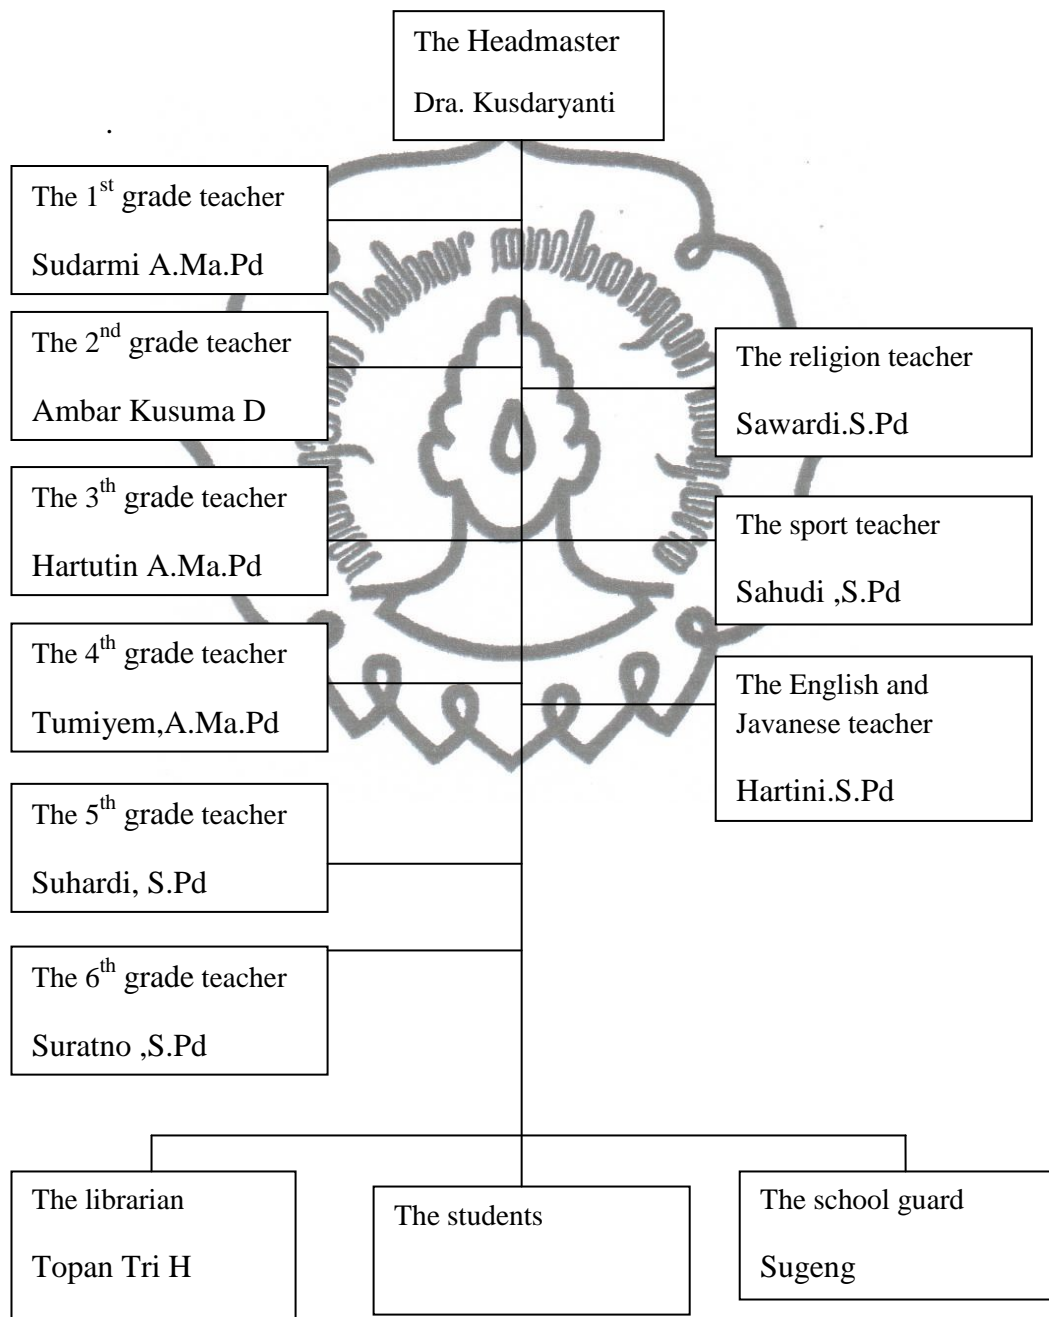 The Headmaster
Dra. Kusdaryanti
The 1st grade teacher
Sudarmi A.Ma.Pd
The 2nd grade teacher
Ambar Kusuma D
The 3th grade teacher
Hartutin A.Ma.Pd
The 4th grade teacher
Tumiyem,A.Ma.Pd
The 5th grade teacher
Suhardi, S.Pd
The 6th grade teacher
Suratno ,S.Pd
The religion teacher
Sawardi.S.Pd
The sport teacher
Sahudi ,S.Pd
The English and
Javanese teacher
Hartini.S.Pd
The librarian
Topan Tri H
The students
The school guard
Sugeng